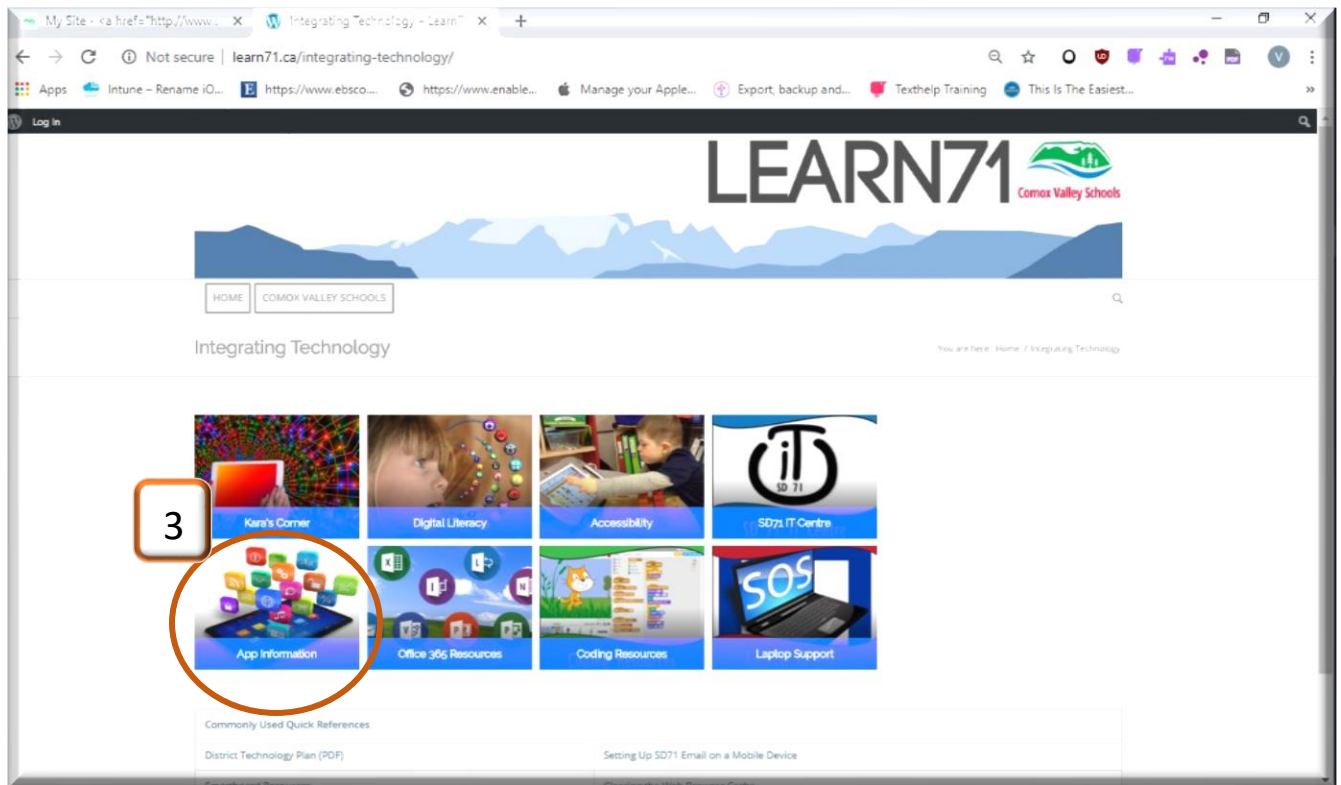 My Site - <a href="http://www...
Integrating Technology - Learn7
Not secure | learn71.ca/integrating-technology/
V
Apps Intune – Rename iO... https://www.ebsco.... https://www.enable... Manage your Apple... Export, backup and... Texthelp Training This Is The Easiest... »
Log In
LEARN71
Comox Valley Schools
HOME COMOX VALLEY SCHOOLS
Integrating Technology
You are here: Home / Integrating Technology
iT
SD 71
Kara's Corner Digital Literacy Accessibility SD71 IT Centre
3
SOS
App Information Office 365 Resources Coding Resources Laptop Support
Commonly Used Quick References
District Technology Plan (PDF) Setting Up SD71 Email on a Mobile Device